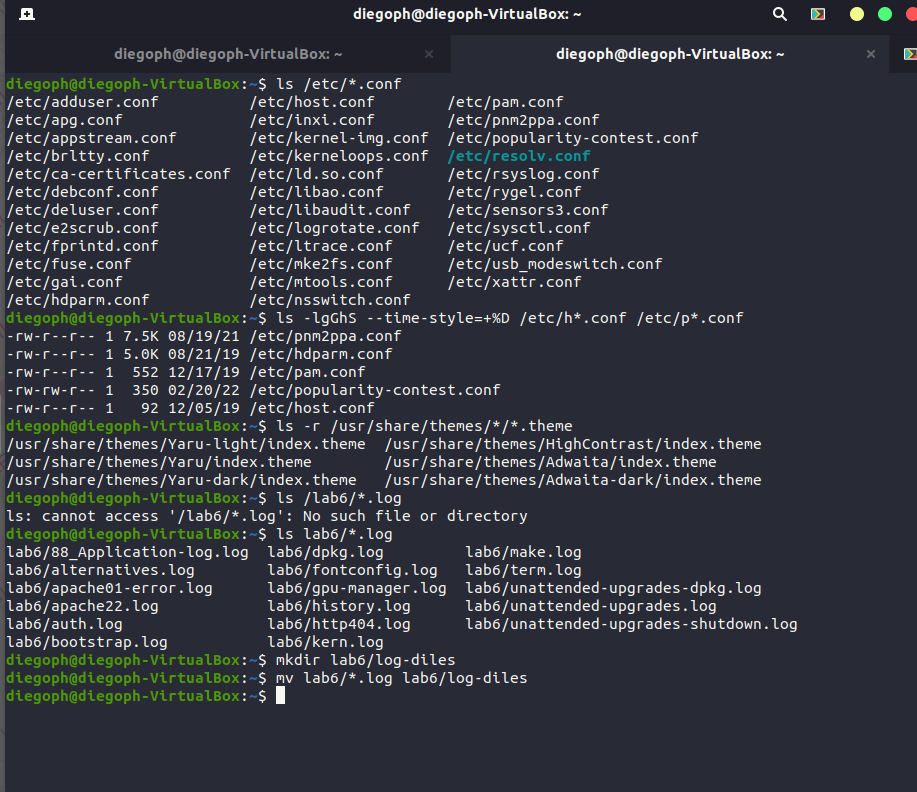 diegoph@diegoph-VirtualBox: ~
diegoph@diegoph-VirtualBox: ~ × diegoph@diegoph-VirtualBox: ~ ×
diegoph@diegoph-VirtualBox:~$ ls /etc/*.conf
/etc/adduser.conf /etc/host.conf /etc/pam.conf
/etc/apg.conf /etc/inxi.conf /etc/pnm2ppa.conf
/etc/appstream.conf /etc/kernel-img.conf /etc/popularity-contest.conf
/etc/brltty.conf /etc/kerneloops.conf /etc/resolv.conf
/etc/ca-certificates.conf /etc/ld.so.conf /etc/rsyslog.conf
/etc/debconf.conf /etc/libao.conf /etc/rygel.conf
/etc/deluser.conf /etc/libaudit.conf /etc/sensors3.conf
/etc/e2scrub.conf /etc/logrotate.conf /etc/sysctl.conf
/etc/fprintd.conf /etc/ltrace.conf /etc/ucf.conf
/etc/fuse.conf /etc/mke2fs.conf /etc/usb_modeswitch.conf
/etc/gai.conf /etc/mtools.conf /etc/xattr.conf
/etc/hdparm.conf /etc/nsswitch.conf
diegoph@diegoph-VirtualBox:~$ ls -lgGhS --time-style=+%D /etc/h*.conf /etc/p*.conf
-rw-r--r-- 1 7.5K 08/19/21 /etc/pnm2ppa.conf
-rw-r--r-- 1 5.0K 08/21/19 /etc/hdparm.conf
-rw-r--r-- 1 552 12/17/19 /etc/pam.conf
-rw-rw-r-- 1 350 02/20/22 /etc/popularity-contest.conf
-rw-r--r-- 1 92 12/05/19 /etc/host.conf
diegoph@diegoph-VirtualBox:~$ ls -r /usr/share/themes/*/*.theme
/usr/share/themes/Yaru-light/index.theme /usr/share/themes/HighContrast/index.theme
/usr/share/themes/Yaru/index.theme /usr/share/themes/Adwaita/index.theme
/usr/share/themes/Yaru-dark/index.theme /usr/share/themes/Adwaita-dark/index.theme
diegoph@diegoph-VirtualBox:~$ ls /lab6/*.log
ls: cannot access '/lab6/*.log': No such file or directory
diegoph@diegoph-VirtualBox:~$ ls lab6/*.log
lab6/88_Application-log.log lab6/dpkg.log lab6/make.log
lab6/alternatives.log lab6/fontconfig.log lab6/term.log
lab6/apache01-error.log lab6/gpu-manager.log lab6/unattended-upgrades-dpkg.log
lab6/apache22.log lab6/history.log lab6/unattended-upgrades.log
lab6/auth.log lab6/http404.log lab6/unattended-upgrades-shutdown.log
lab6/bootstrap.log lab6/kern.log
diegoph@diegoph-VirtualBox:~$ mkdir lab6/log-diles
diegoph@diegoph-VirtualBox:~$ mv lab6/*.log lab6/log-diles
diegoph@diegoph-VirtualBox:~$